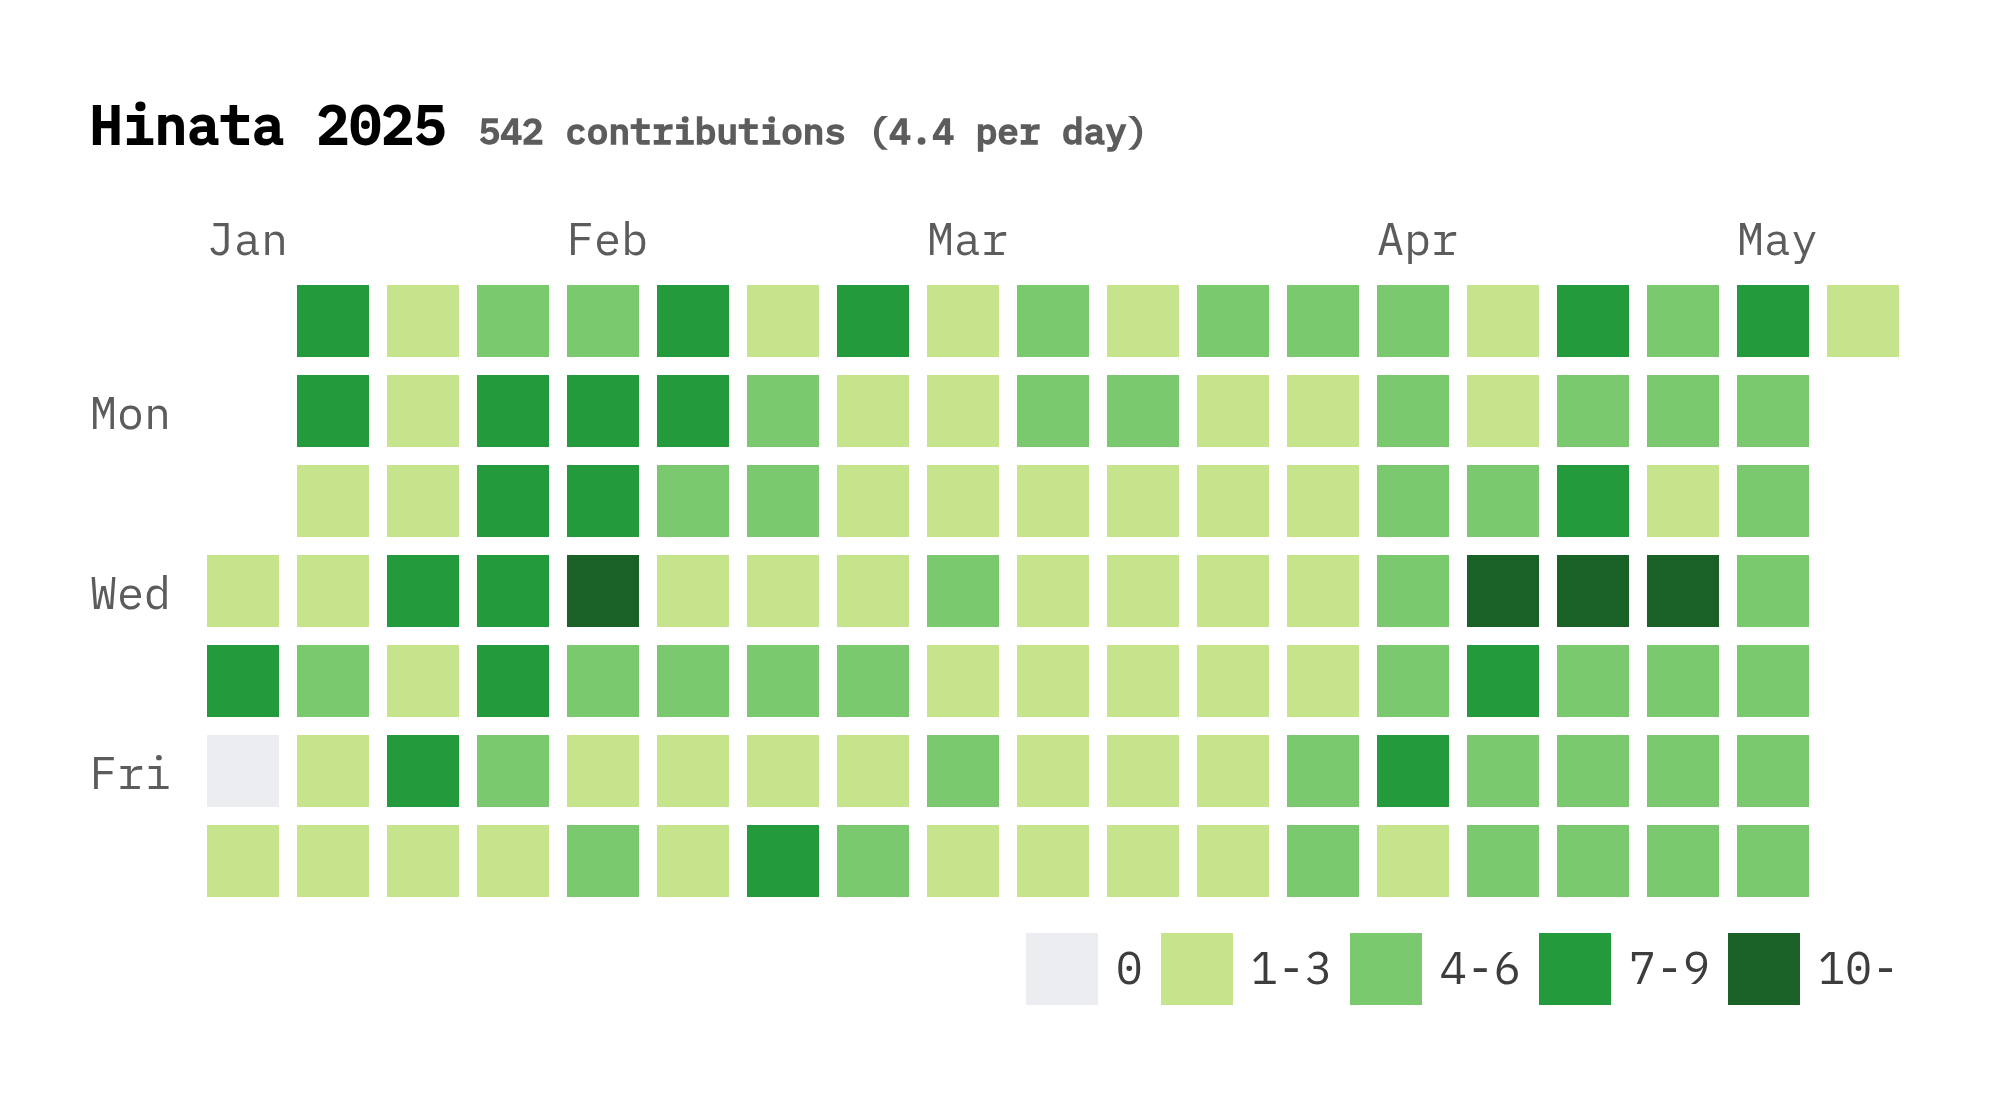 Hinata 2025 542 contributions (4.4 per day)
Jan Feb Mar Apr May
Mon
Wed
Fri
0 1-3 4-6 7-9 10-